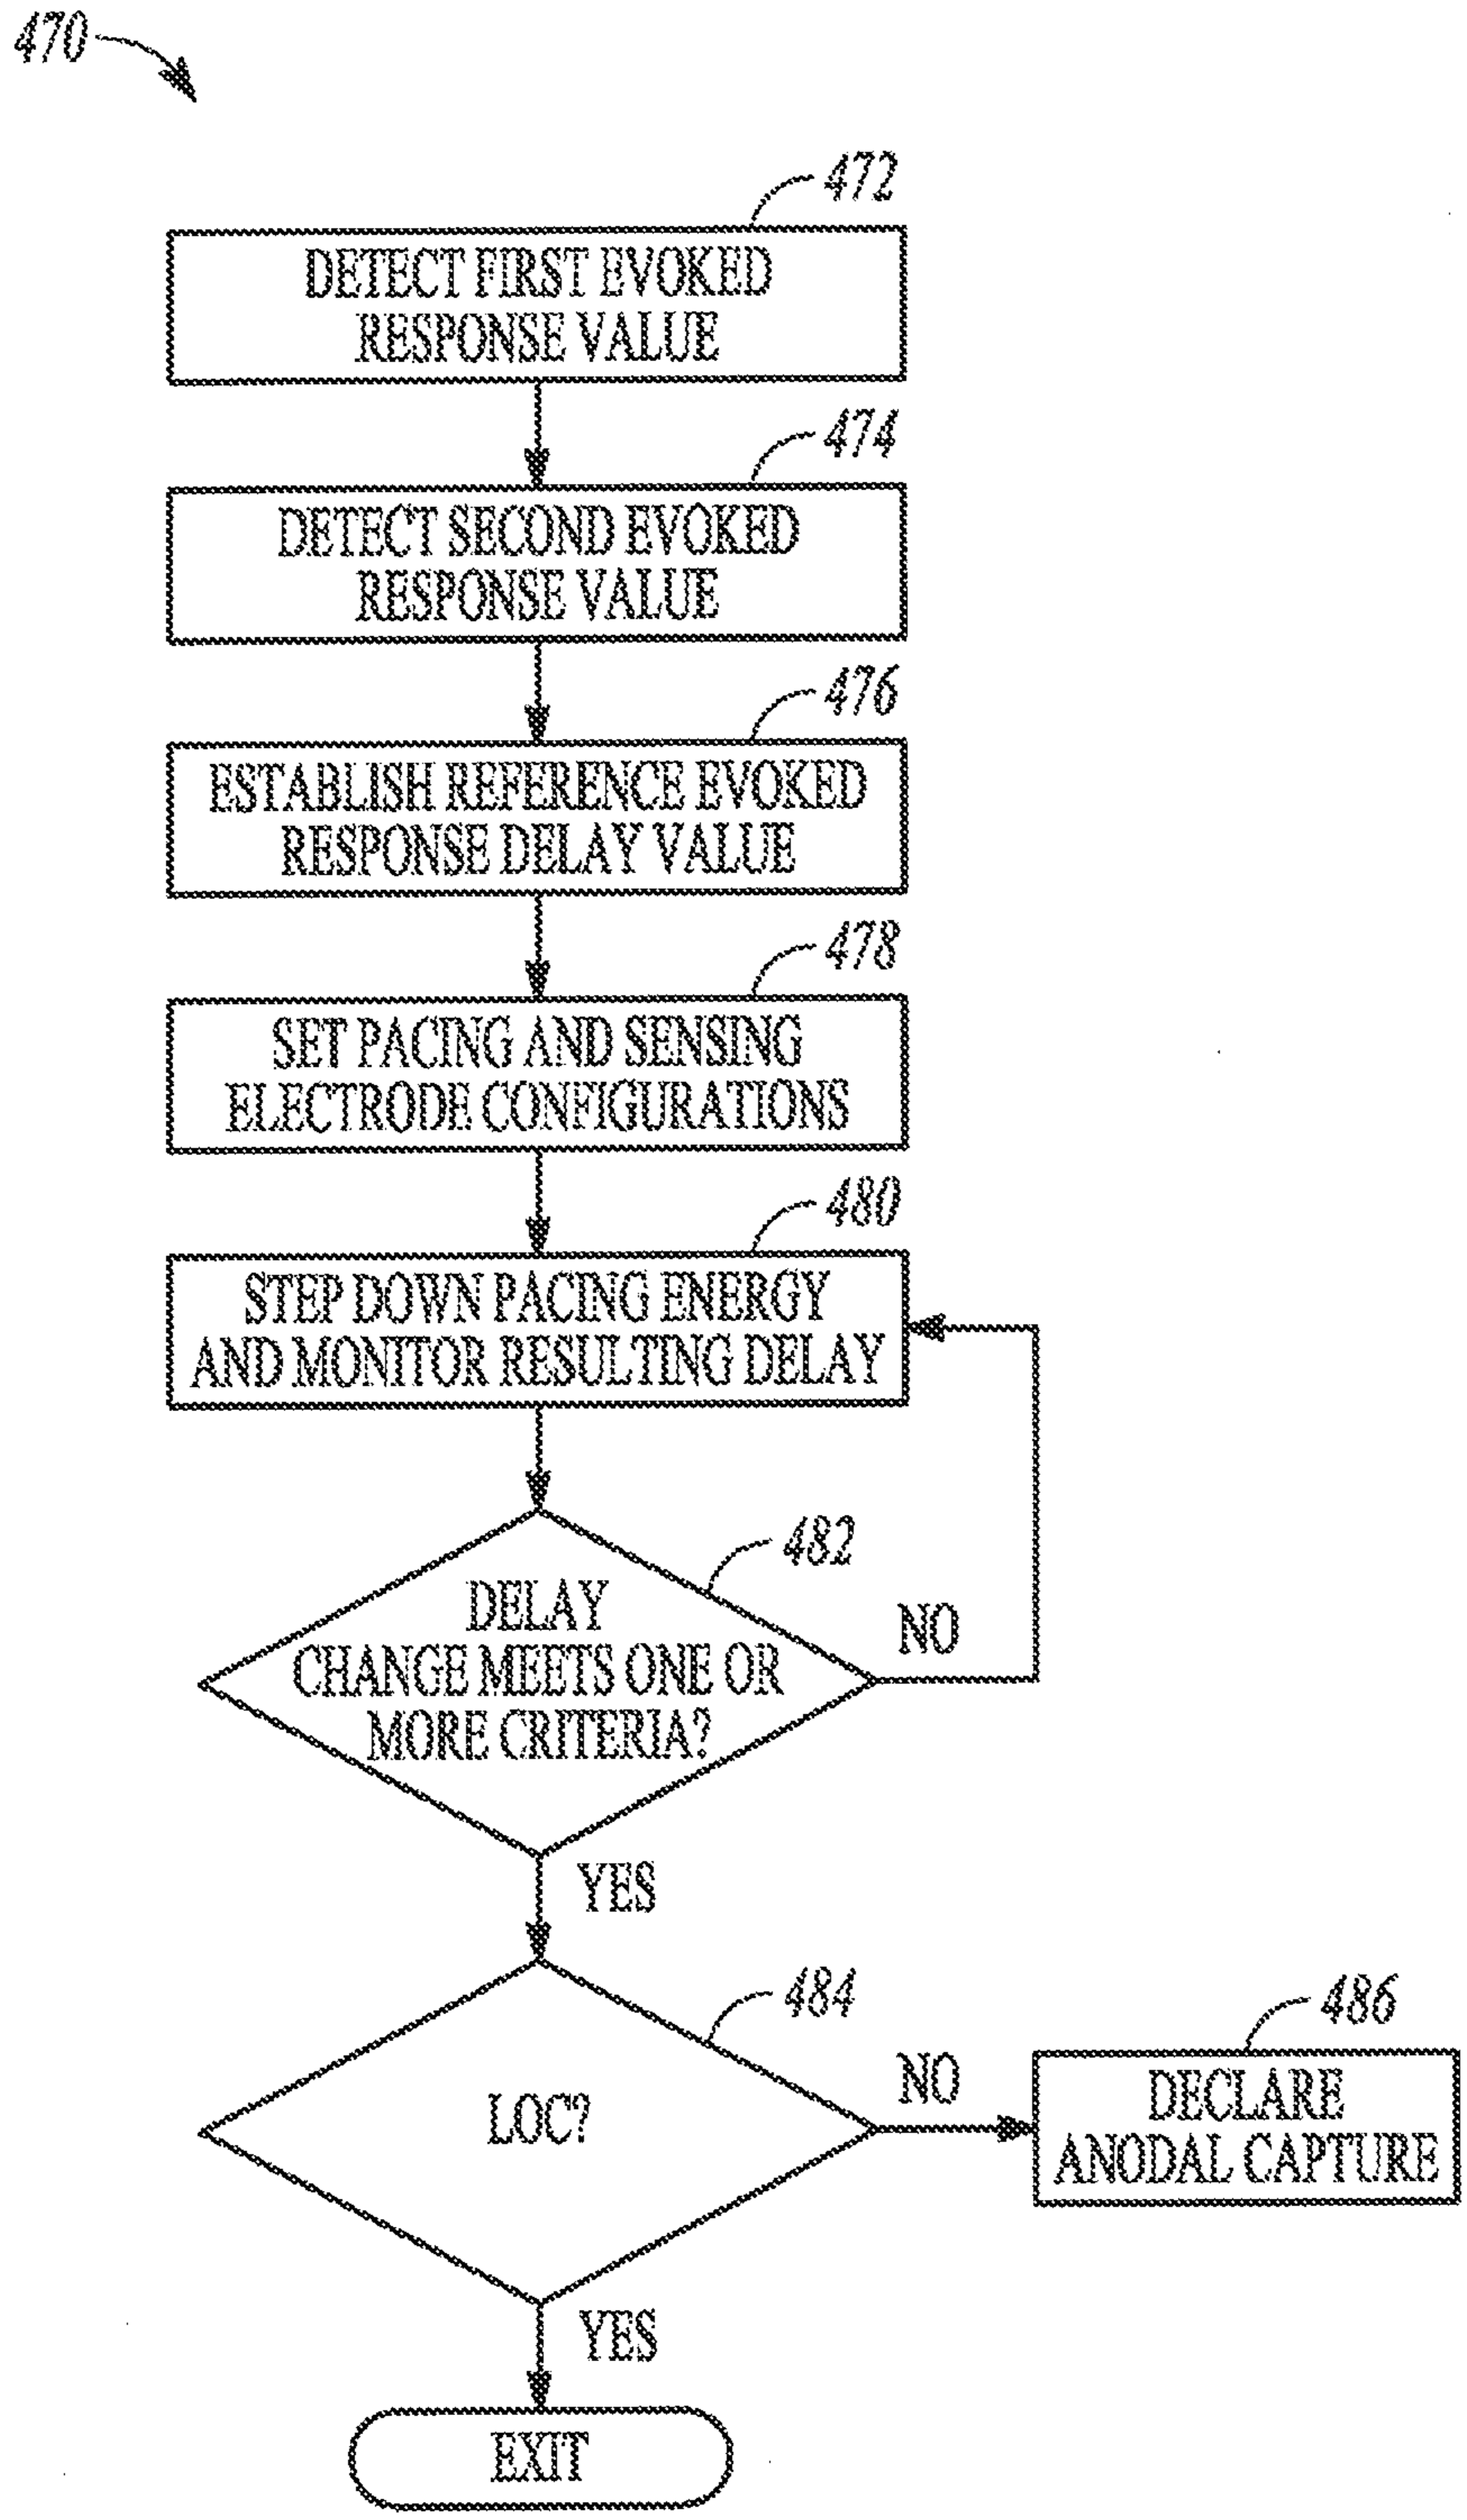 470
472
DETECT FIRST EVOKED
RESPONSE VALUE
474
DETECT SECOND EVOKED
RESPONSE VALUE
476
ESTABLISH REFERENCE EVOKED
RESPONSE DELAY VALUE
478
SET PACING AND SENSING
ELECTRODE CONFIGURATIONS
480
STEP DOWN PACING ENERGY
AND MONITOR RESULTING DELAY
482
DELAY
CHANGE MEETS ONE OR
MORE CRITERIA?
NO
YES
484
LOC?
NO
486
DECLARE
ANODAL CAPTURE
YES
EXIT